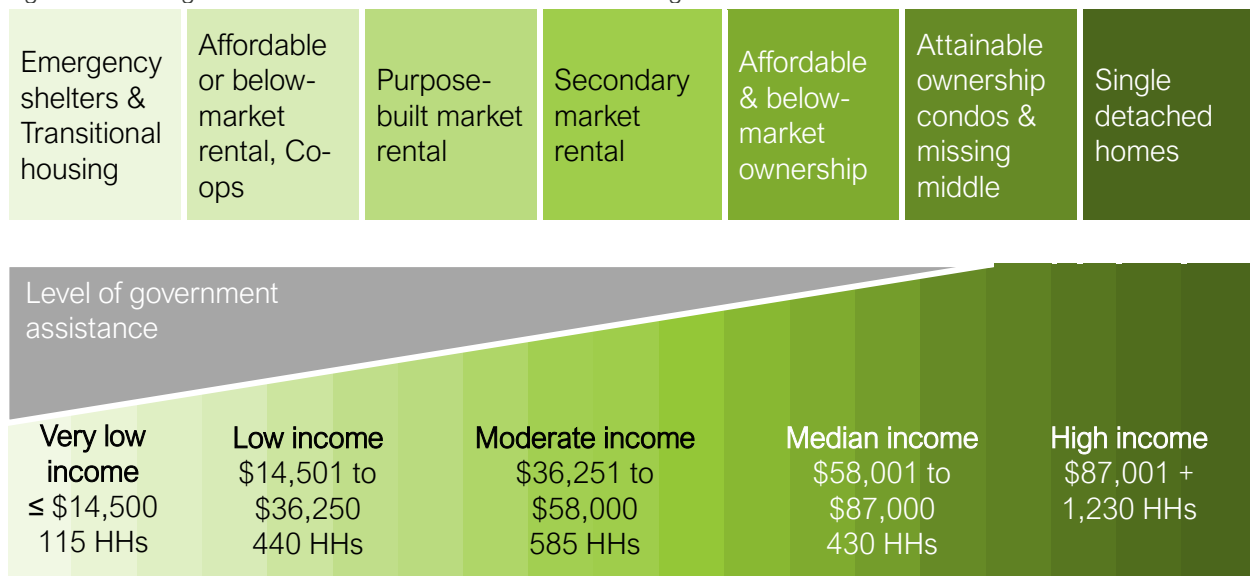 Emergency
shelters &
Transitional
housing
Affordable
or below-
market
rental, Co-
ops
Purpose-
built market
rental
Secondary
market
rental
Affordable
& below-
market
ownership
Attainable
ownership
condos &
missing
middle
Single
detached
homes
Level of government
assistance
Very low
income
≤ $14,500
115 HHs
Low income
$14,501 to
$36,250
440 HHs
Moderate income
$36,251 to
$58,000
585 HHs
Median income
$58,001 to
$87,000
430 HHs
High income
$87,001 +
1,230 HHs